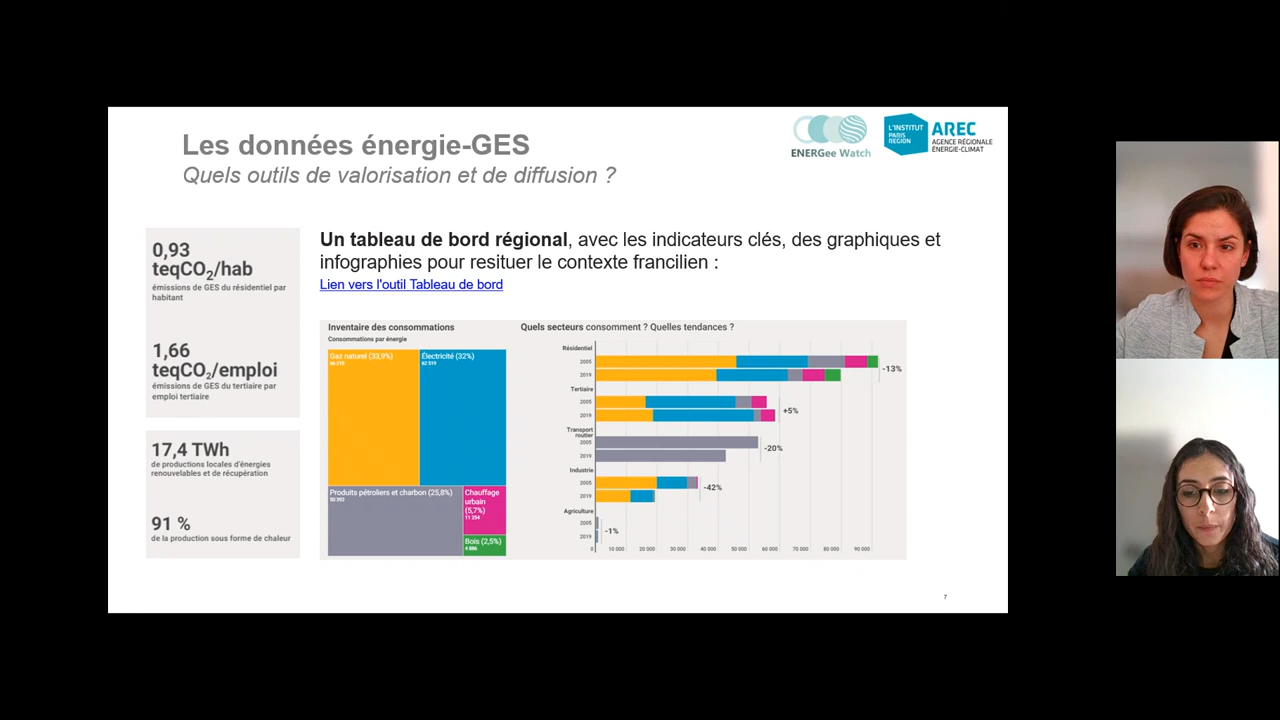 Les données énergie-GES
Quels outils de valorisation et de diffusion ?
ENERGee Watch
L'INSTITUT
PARIS
REGION
AREC
AGENCE RÉGIONALE
ÉNERGIE-CLIMAT
0,93
teqCO2/hab
émissions de GES du résidentiel par
habitant
1,66
teqCO2/emploi
émissions de GES du tertiaire par
emploi tertiaire
17,4 TWh
de productions locales d'énergies
renouvelables et de récupération
91 %
de la production sous forme de chaleur
Un tableau de bord régional, avec les indicateurs clés, des graphiques et
infographies pour resituer le contexte francilien :
Lien vers l'outil Tableau de bord
Inventaire des consommations
Consommations par énergie
Gaz naturel (33,9%)
Électricité (32%)
62 519
Produits pétroliers et charbon (25,8%)
Chauffage
urbain
(5,7%)
11 254
Bois (2,5%)
4 886
Quels secteurs consomment ? Quelles tendances ?
Résidentiel
2005
2019
-13%
Tertiaire
2005
2019
+5%
Transport
routier
2005
2019
-20%
Industrie
2005
2019
-42%
Agriculture
2005
2019
-1%
0 10 000 20 000 30 000 40 000 50 000 60 000 70 000 80 000 90 000
7